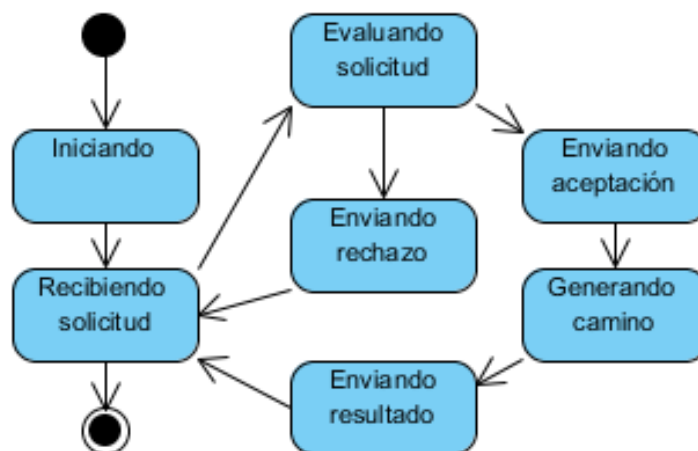 Evaluando
solicitud
Iniciando
Enviando
aceptación
Enviando
rechazo
Recibiendo
solicitud
Generando
camino
Enviando
resultado